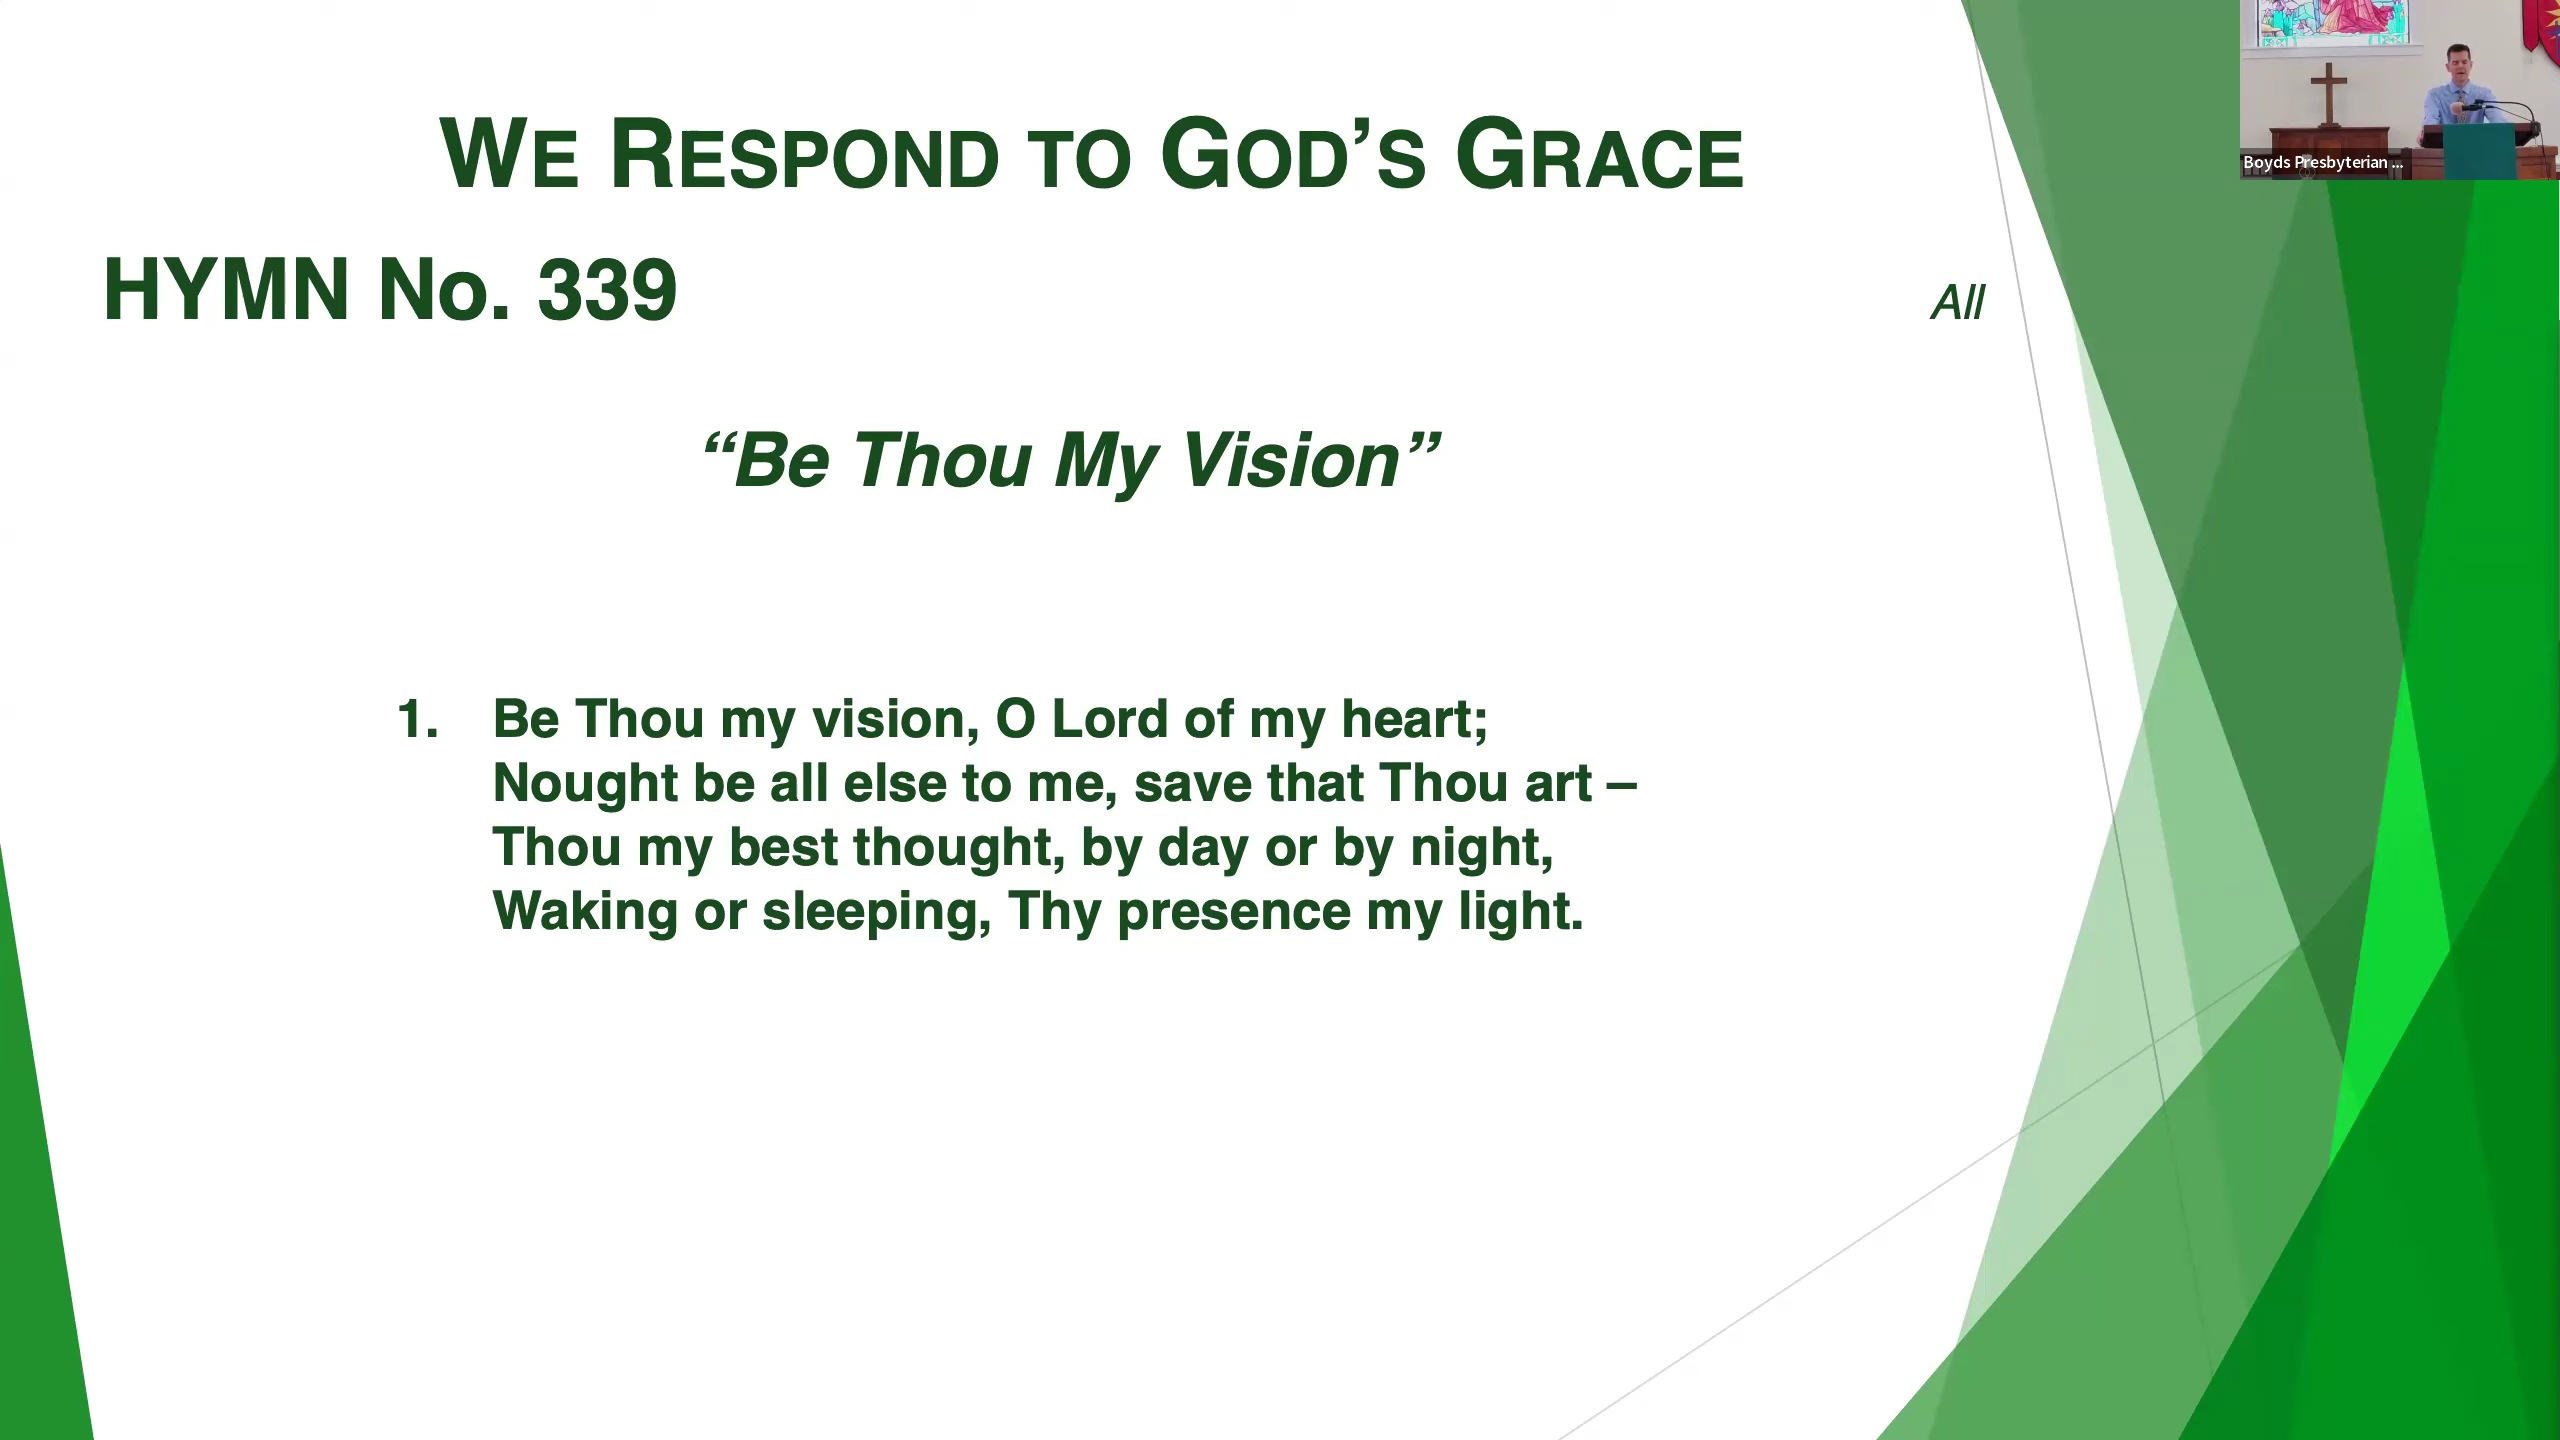 WE RESPOND TO GOD’S GRACE
HYMN No. 339
All
“Be Thou My Vision”
1. Be Thou my vision, O Lord of my heart;
Nought be all else to me, save that Thou art –
Thou my best thought, by day or by night,
Waking or sleeping, Thy presence my light.
Boyds Presbyterian ...